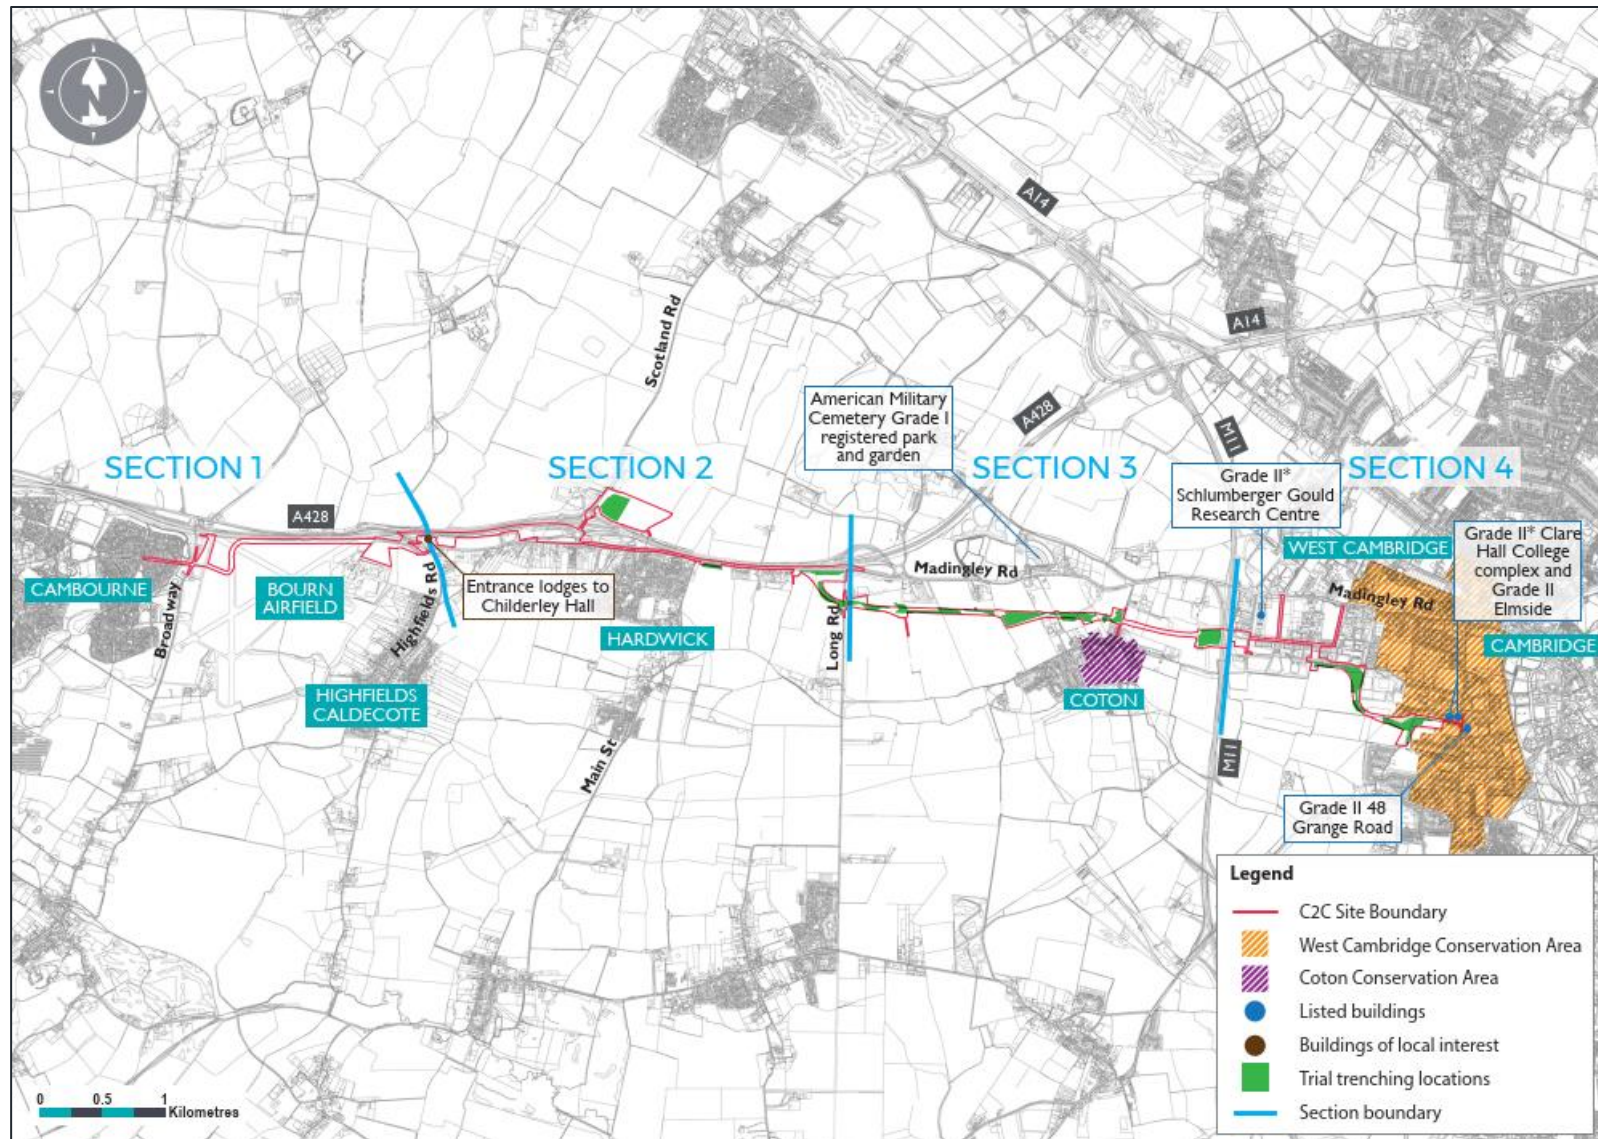 N
A14
Scotland Rd
A14
American Military
Cemetery Grade I
registered park
and garden
A428
M11
SECTION 1
SECTION 2
SECTION 3
SECTION 4
Grade II*
Schlumberger Gould
Research Centre
A428
Grade II* Clare
Hall College
complex and
Grade II
Elmside
WEST CAMBRIDGE
Madingley Rd
CAMBOURNE
BOURN
AIRFIELD
Entrance lodges to
Childerley Hall
Madingley Rd
Broadway
Highfields Rd
HARDWICK
Long Rd
CAMBRIDGE
HIGHFIELDS
CALDECOTE
COTON
Main St
M11
Grade II 48
Grange Road
Legend
C2C Site Boundary
West Cambridge Conservation Area
Coton Conservation Area
Listed buildings
Buildings of local interest
Trial trenching locations
Section boundary
0 0.5 1
Kilometres